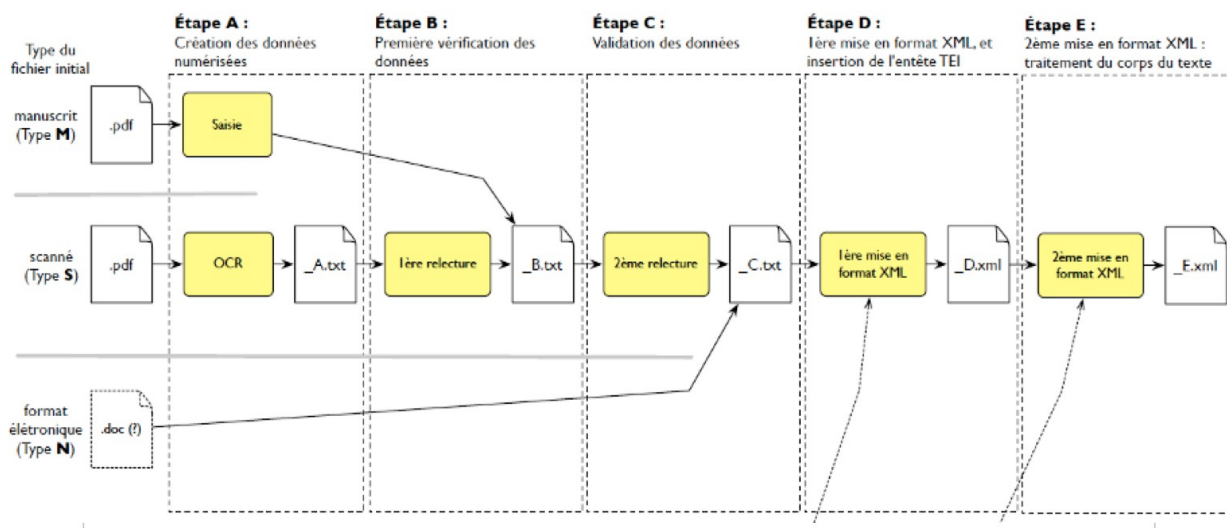 Type du
fichier initial
Étape A :
Création des données
numérisées
Étape B :
Première vérification des
données
Étape C :
Validation des données
Étape D :
1ère mise en format XML, et
insertion de l'entête TEI
Étape E :
2ème mise en format XML :
traitement du corps du texte
manuscrit
(Type M)
.pdf
Saisie
scanné
(Type S)
.pdf
OCR
_A.txt
1ère relecture
_B.txt
2ème relecture
_C.txt
1ère mise en
format XML
_D.xml
2ème mise en
format XML
_E.xml
format
élétronique
(Type N)
.doc (?)